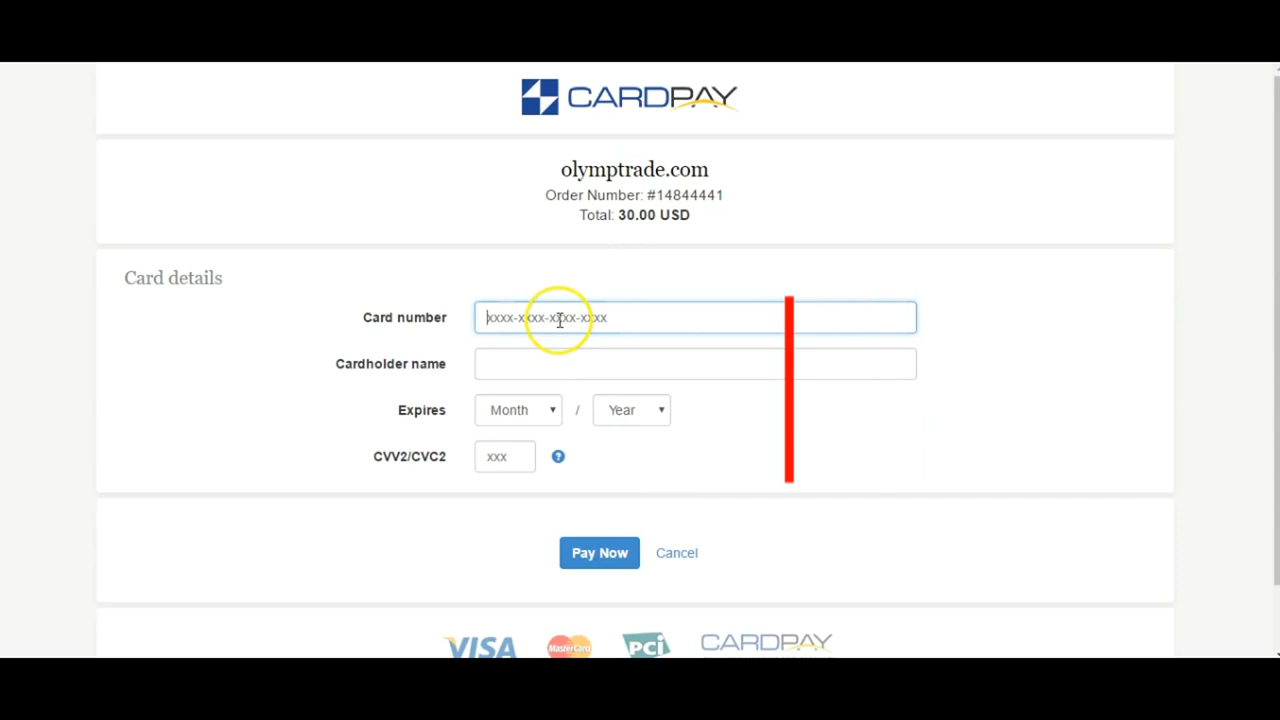 CARDPAY
olymptrade.com
Order Number: #14844441
Total: 30.00 USD
Card details
Card number xxxx-xxxx-xxxx-xxxx
Cardholder name
Expires Month / Year
CVV2/CVC2 xxx ?
Pay Now Cancel
VISA MasterCard PCI CARDPAY